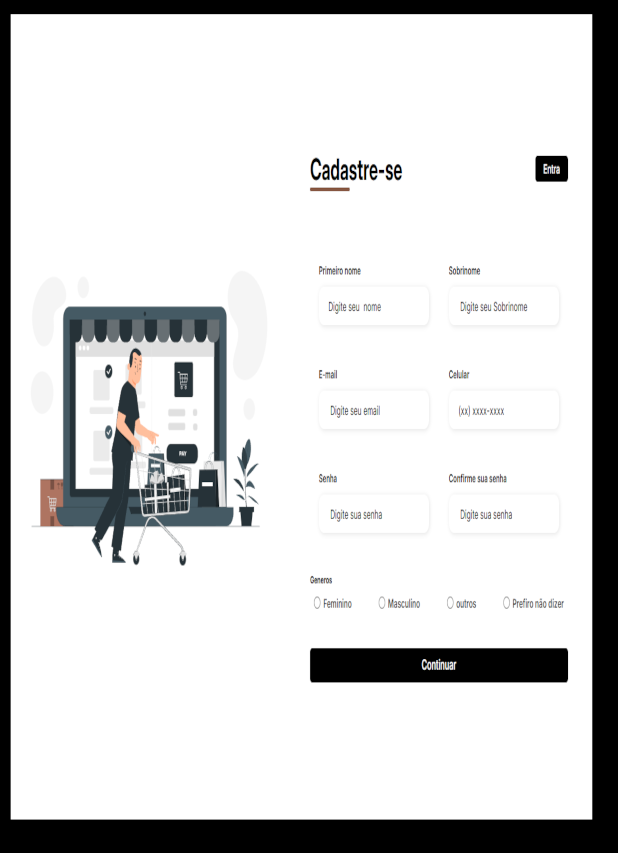 Cadastre-se
Entra
Primeiro nome
Sobrinome
Digite seu nome
Digite seu Sobrinome
E-mail
Celular
Digite seu email
(xx) xxxx-xxxx
Senha
Confirme sua senha
Digite sua senha
Digite sua senha
Generos
Feminino
Masculino
outros
Prefiro não dizer
Continuar
PAY